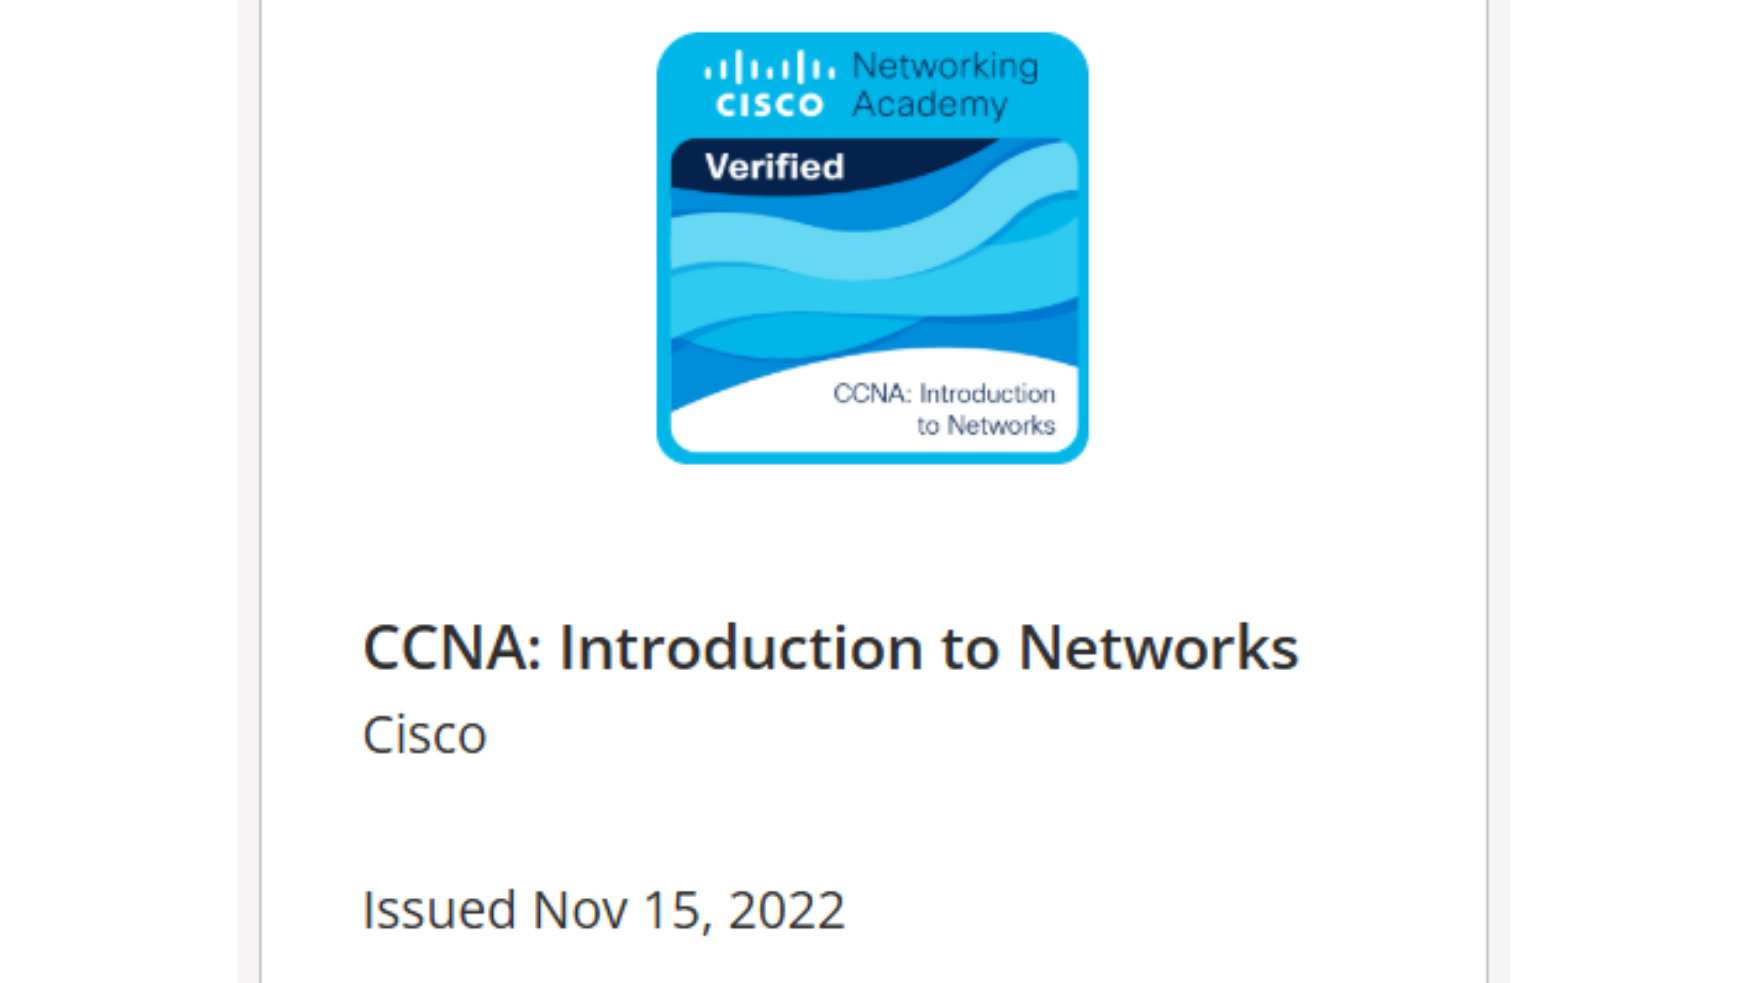 CISCO Networking
Academy
Verified
CCNA: Introduction
to Networks
CCNA: Introduction to Networks
Cisco
Issued Nov 15, 2022